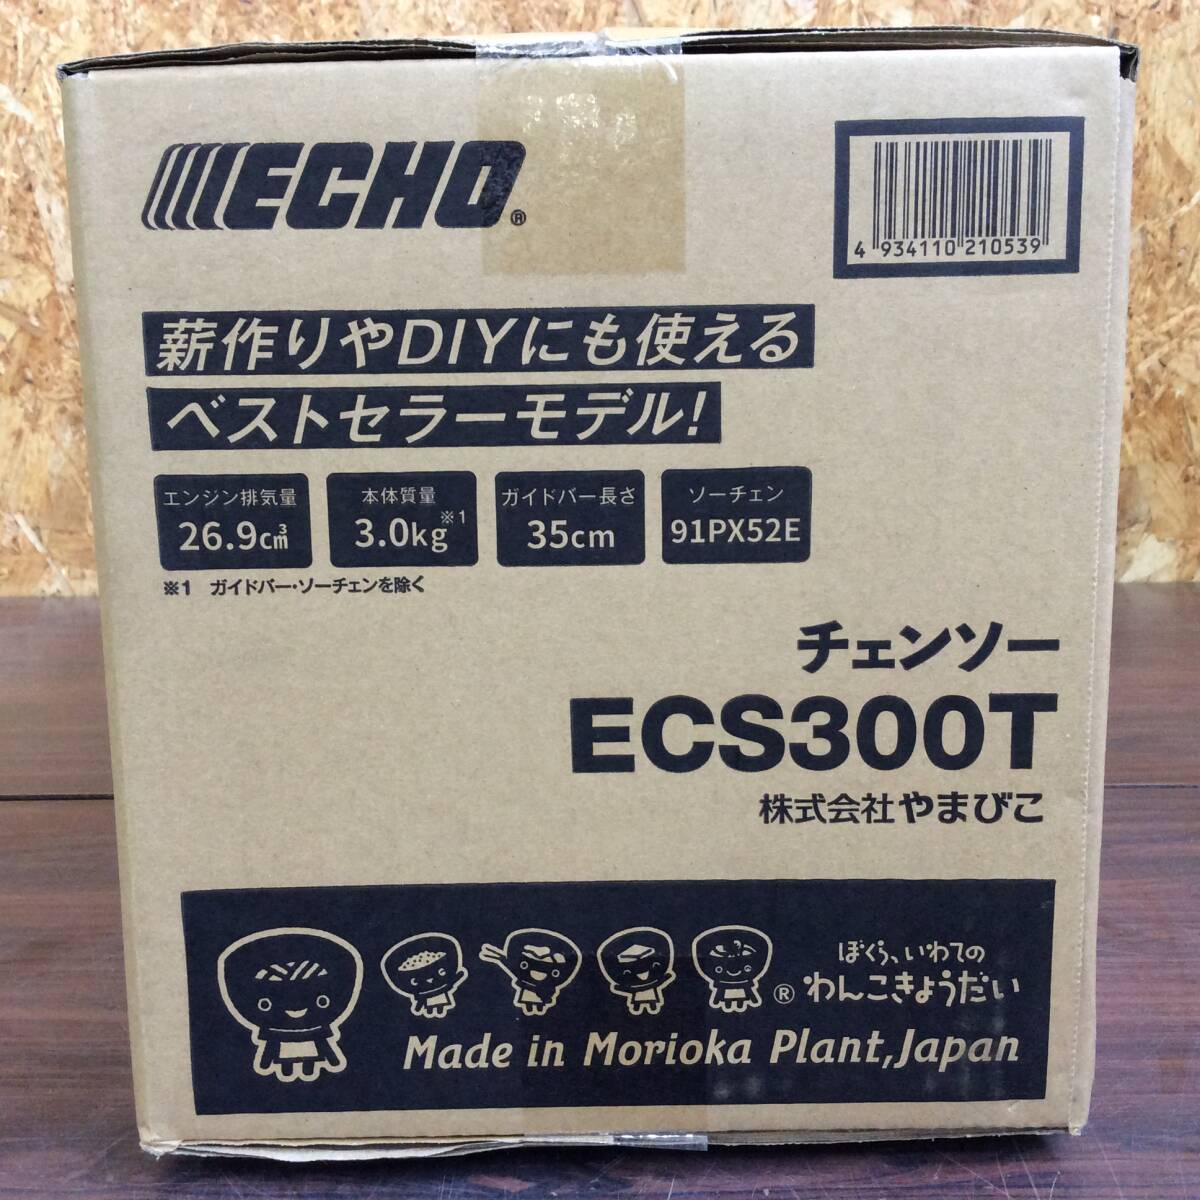 ECHO®
4 934110 210539
薪作りやDIYにも使える
ベストセラーモデル!
エンジン排気量
26.9cm³
本体質量
3.0kg※1
ガイドバー長さ
35cm
ソーチェン
91PX52E
※1 ガイドバー・ソーチェンを除く
チェンソー
ECS300T
株式会社やまびこ
ぼくら、いわての
® わんこきょうだい
Made in Morioka Plant, Japan